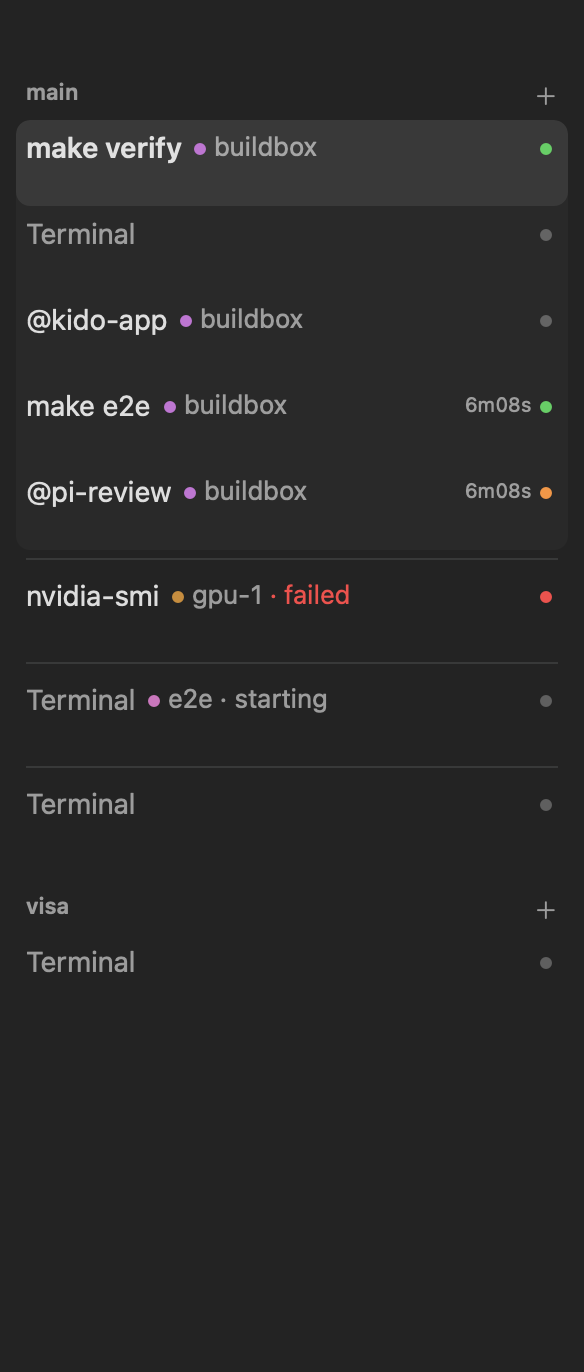 main +
make verify buildbox
Terminal
@kido-app buildbox
make e2e buildbox 6m08s
@pi-review buildbox 6m08s
nvidia-smi gpu-1 · failed
Terminal e2e · starting
Terminal
visa +
Terminal